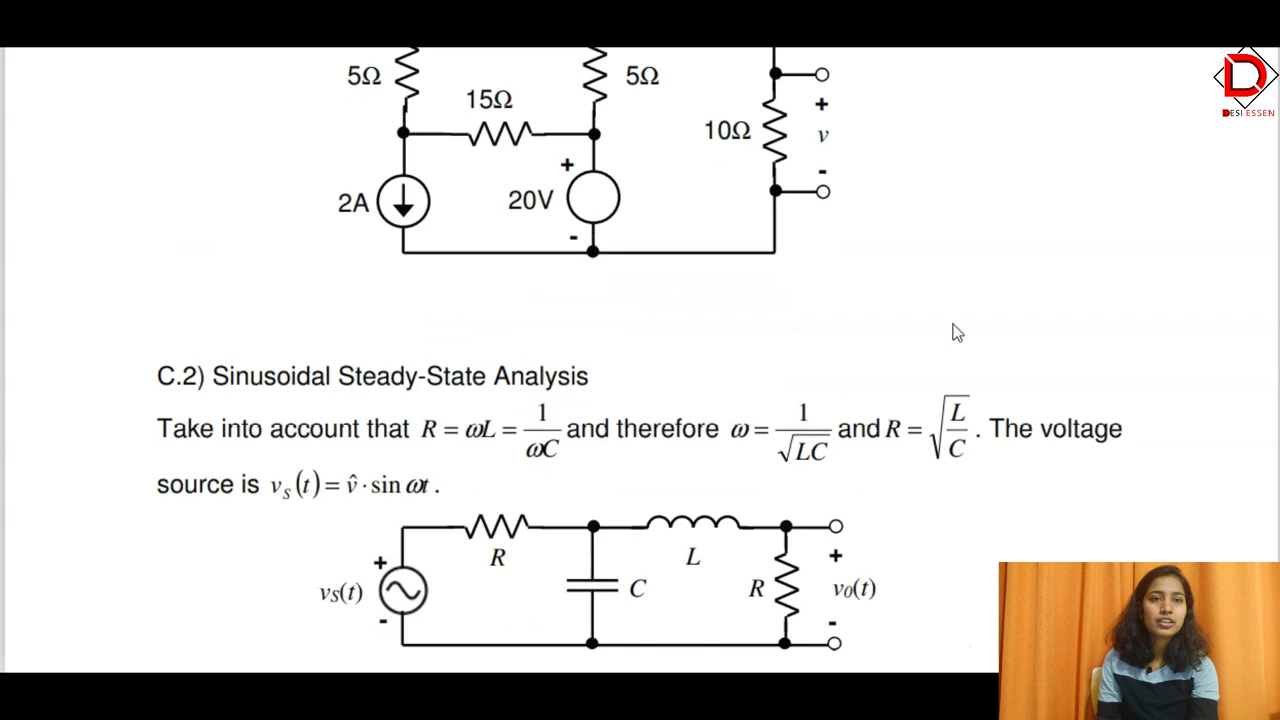 DESI ESSEN
5Ω 5Ω
15Ω
10Ω
+
v
-
+
2A 20V
-
C.2) Sinusoidal Steady-State Analysis
Take into account that R = ωL = 1/ωC and therefore ω = 1/√LC and R = √L/C . The voltage
source is vₛ(t) = v̂ · sin ωt .
R L
+
vS(t)
-
C
R
+
vo(t)
-